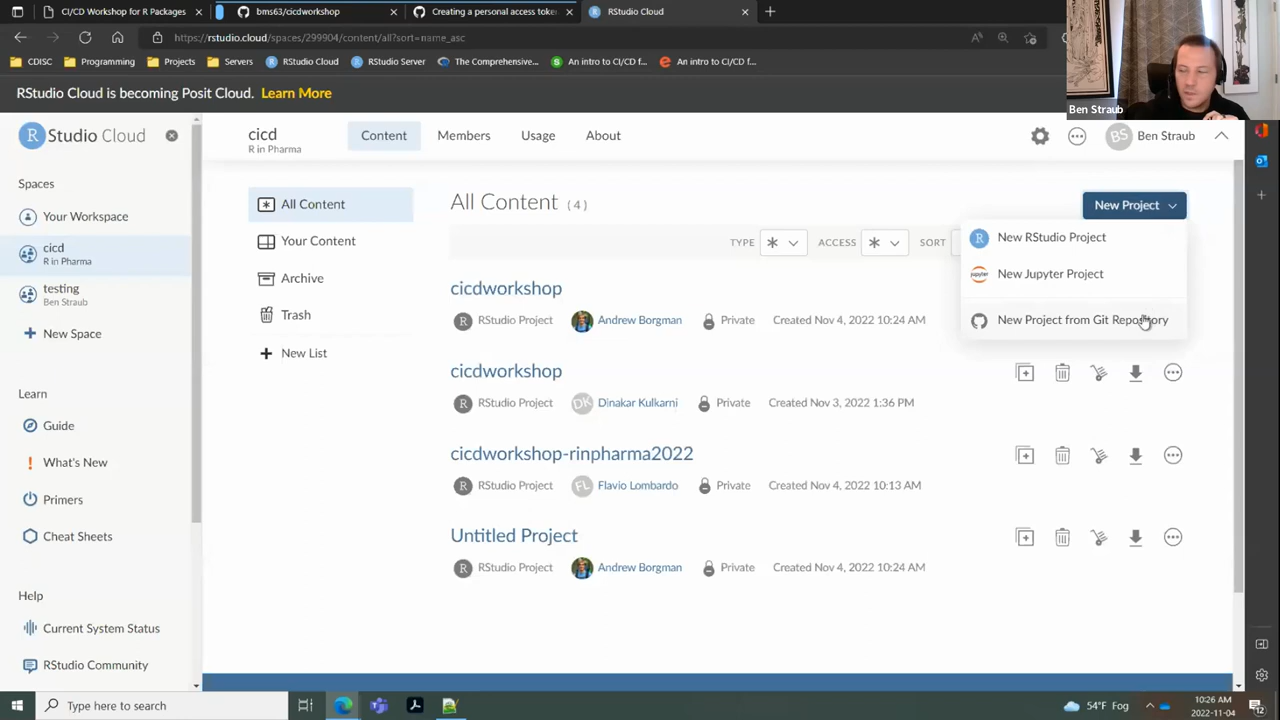 CI/CD Workshop for R Packages
bms63/cicdworkshop
Creating a personal access toke
RStudio Cloud
https://rstudio.cloud/spaces/299904/content/all?sort=name_asc
CDISC
Programming
Projects
Servers
RStudio Cloud
RStudio Server
The Comprehensive...
An intro to CI/CD f...
An intro to CI/CD f...
Ben Straub
RStudio Cloud is becoming Posit Cloud. Learn More
R Studio Cloud
Spaces
Your Workspace
cicd
R in Pharma
testing
Ben Straub
New Space
Learn
Guide
What's New
Primers
Cheat Sheets
Help
Current System Status
RStudio Community
cicd
R in Pharma
Content
Members
Usage
About
BS
Ben Straub
All Content
Your Content
Archive
Trash
New List
All Content (4)
New Project
TYPE
ACCESS
SORT
New RStudio Project
New Jupyter Project
New Project from Git Repository
cicdworkshop
R RStudio Project Andrew Borgman Private Created Nov 4, 2022 10:24 AM
cicdworkshop
R RStudio Project DK Dinakar Kulkarni Private Created Nov 3, 2022 1:36 PM
cicdworkshop-rinpharma2022
R RStudio Project FL Flavio Lombardo Private Created Nov 4, 2022 10:13 AM
Untitled Project
R RStudio Project Andrew Borgman Private Created Nov 4, 2022 10:24 AM
Type here to search
54°F Fog
10:26 AM
2022-11-04
12